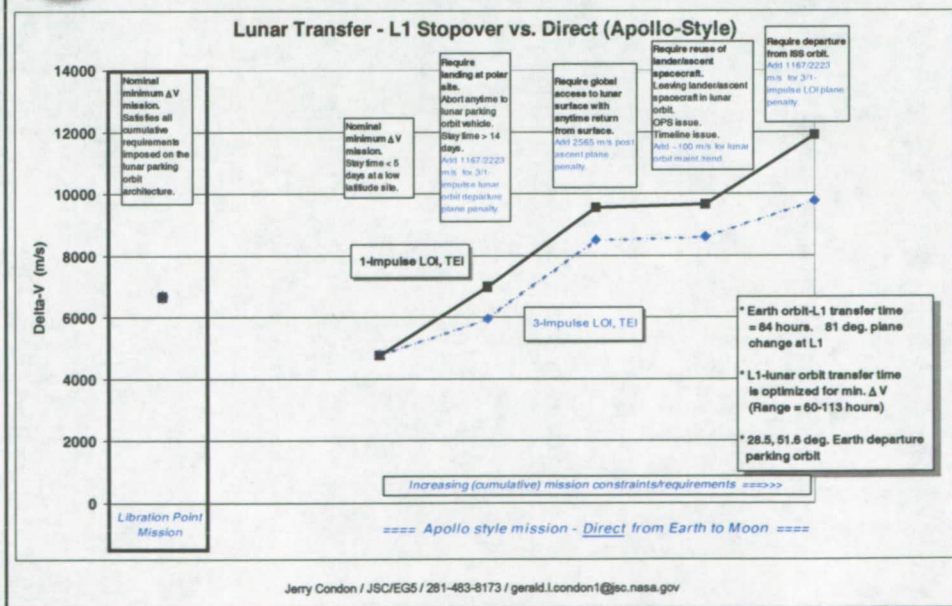 Lunar Transfer - L1 Stopover vs. Direct (Apollo-Style)
Delta-V (m/s)
14000
12000
10000
8000
6000
4000
2000
0
Nominal
minimum Δ V
mission.
Satisfies all
cumulative
requirements
imposed on the
lunar parking
orbit
architecture.
Nominal
minimum Δ V
mission.
Stay time < 5
days at a low
latitude site.
Require
landing at polar
site.
Abort anytime to
lunar parking
orbit vehicle.
Stay time > 14
days.
Add 1167/2223
m/s for 3/1-
impulse lunar
orbit departure
plane penalty
Require global
access to lunar
surface with
anytime return
from surface.
Add 2565 m/s post
ascent plane
penalty.
Require reuse of
lander/ascent
spacecraft.
Leaving lander/ascent
spacecraft in lunar
orbit.
OPS issue.
Timeline issue.
Add ~100 m/s for lunar
orbit maint.
Require departure
from ISS orbit.
Add 1167/2223
m/s for 3/1-
impulse LOI plane
penalty.
1-Impulse LOI, TEI
3-Impulse LOI, TEI
* Earth orbit-L1 transfer time
= 84 hours. 81 deg. plane
change at L1
* L1-lunar orbit transfer time
is optimized for min. Δ V
(Range = 60-113 hours)
* 28.5, 51.6 deg. Earth departure
parking orbit
Increasing (cumulative) mission constraints/requirements ===>>>
Libration Point
Mission
==== Apollo style mission - Direct from Earth to Moon ====
Jerry Condon / JSC/EG5 / 281-483-8173 / gerald.l.condon1@jsc.nasa.gov